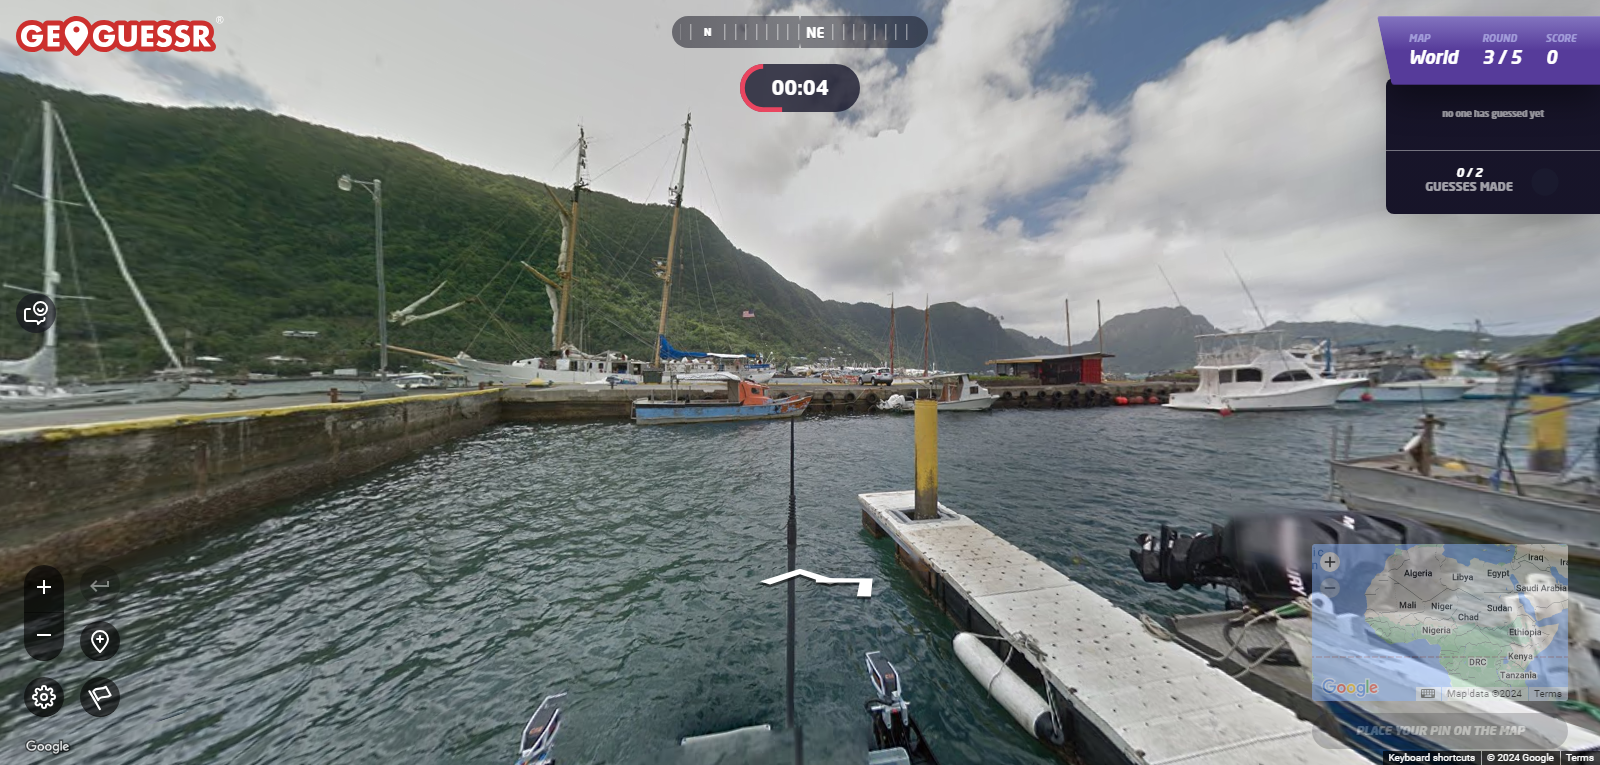 GEOGUESSR®
N
NE
00:04
MAP
World
ROUND
3 / 5
SCORE
0
no one has guessed yet
0 / 2
GUESSES MADE
Algeria
Libya
Egypt
Iraq
Saudi Arabia
Mali
Niger
Chad
Sudan
Nigeria
Ethiopia
DRC
Kenya
Tanzania
Google
Map data ©2024
Terms
PLACE YOUR PIN ON THE MAP
Google
Keyboard shortcuts
© 2024 Google
Terms